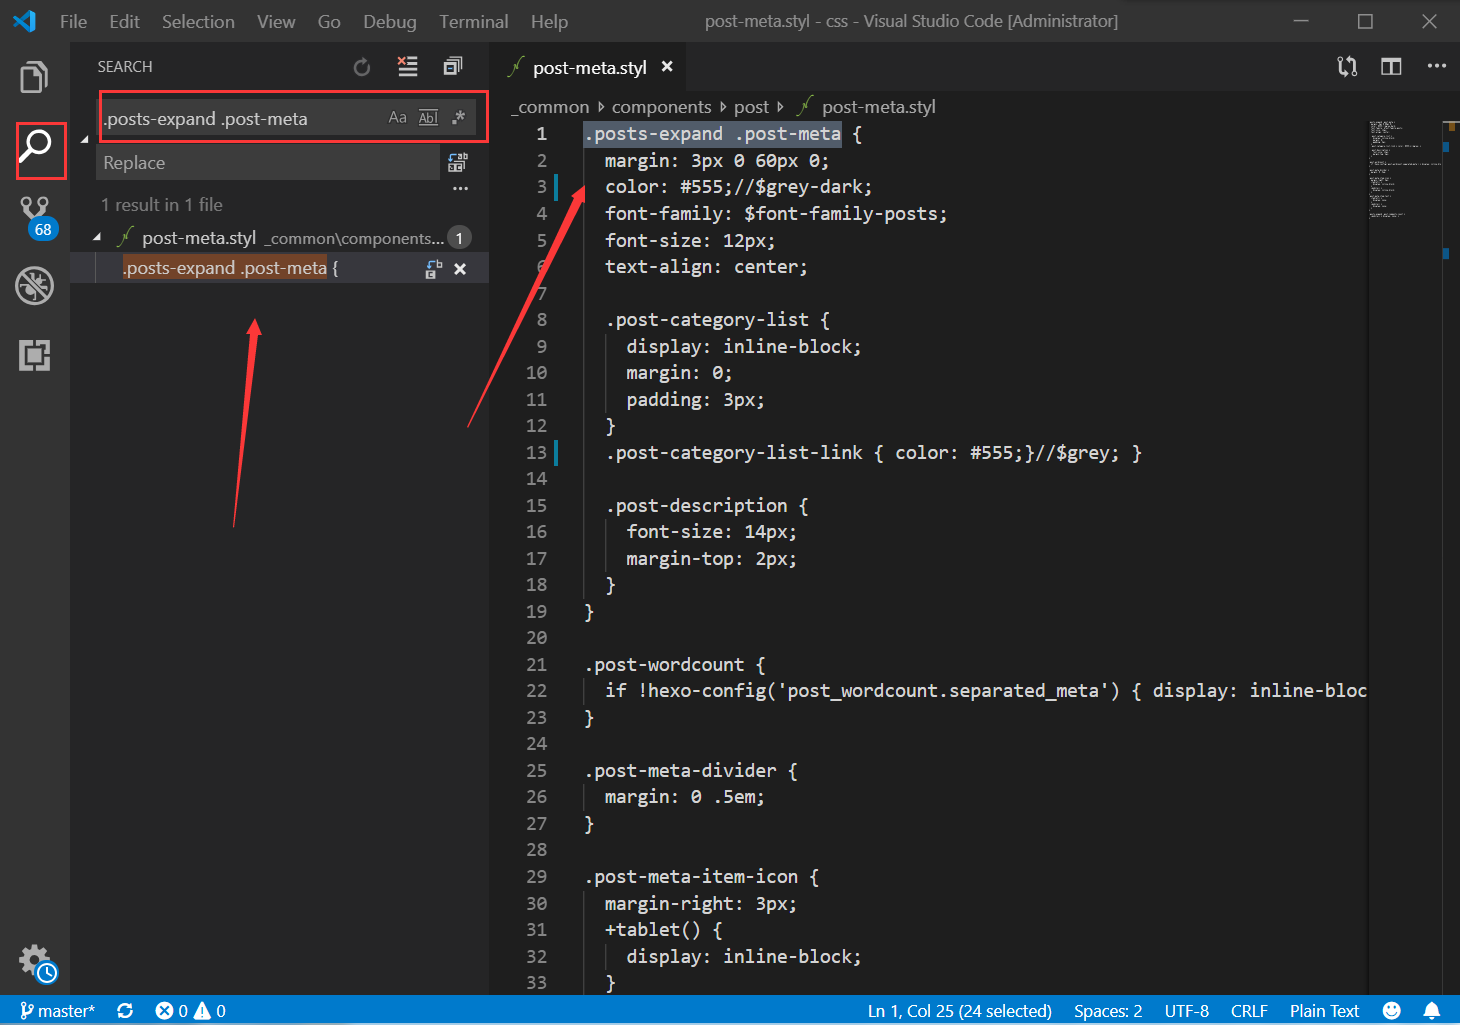 File Edit Selection View Go Debug Terminal Help post-meta.styl - css - Visual Studio Code [Administrator]
SEARCH
.posts-expand .post-meta Aa Abl .*
Replace
1 result in 1 file
post-meta.styl _common\components... 1
.posts-expand .post-meta {
68
post-meta.styl
_common components post post-meta.styl
1 .posts-expand .post-meta {
2 margin: 3px 0 60px 0;
3 color: #555;//$grey-dark;
4 font-family: $font-family-posts;
5 font-size: 12px;
6 text-align: center;
7
8 .post-category-list {
9 display: inline-block;
10 margin: 0;
11 padding: 3px;
12 }
13 .post-category-list-link { color: #555;}//$grey; }
14
15 .post-description {
16 font-size: 14px;
17 margin-top: 2px;
18 }
19 }
20
21 .post-wordcount {
22 if !hexo-config('post_wordcount.separated_meta') { display: inline-bloc
23 }
24
25 .post-meta-divider {
26 margin: 0 .5em;
27 }
28
29 .post-meta-item-icon {
30 margin-right: 3px;
31 +tablet() {
32 display: inline-block;
33 }
master* 0 0 Ln 1, Col 25 (24 selected) Spaces: 2 UTF-8 CRLF Plain Text